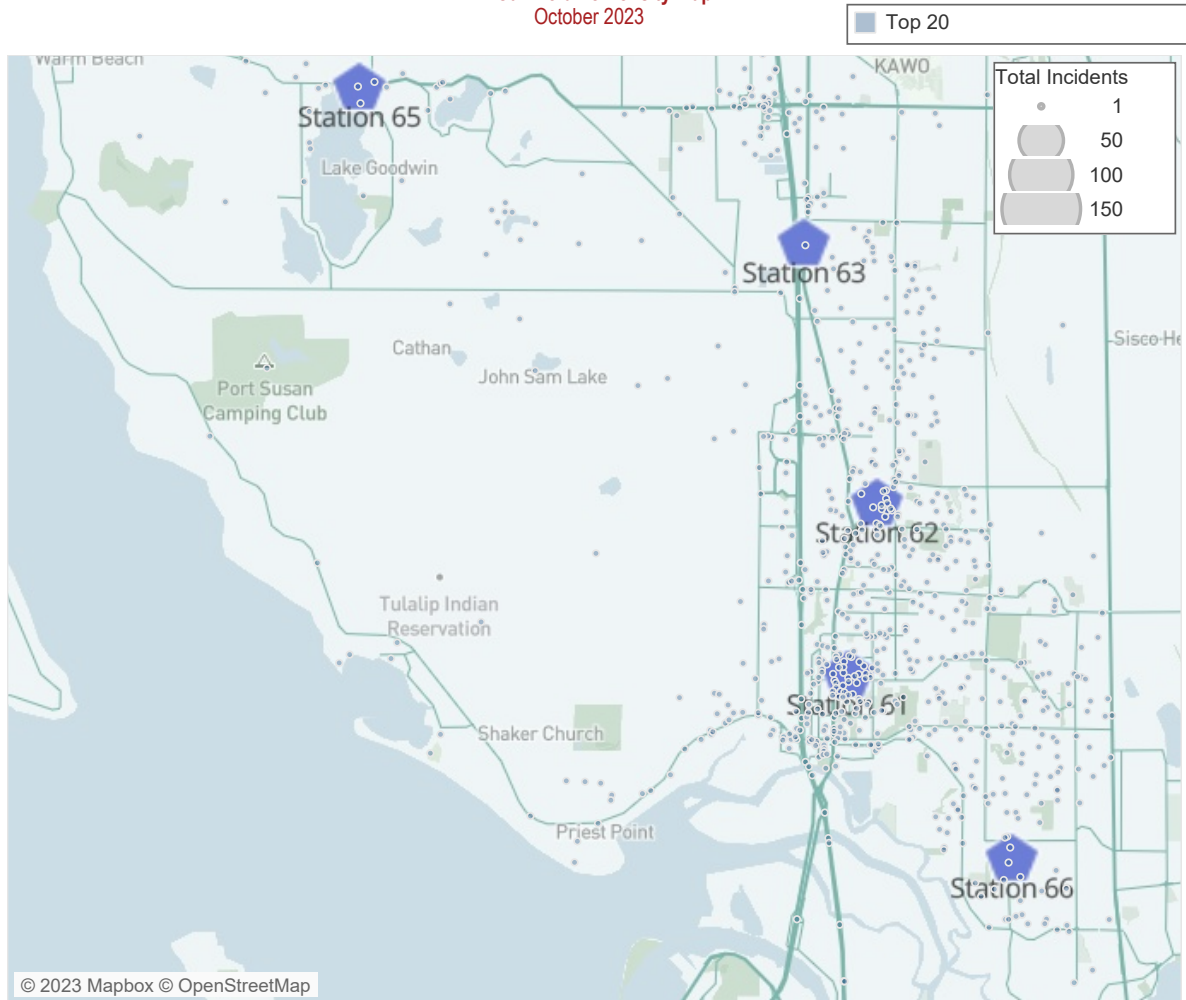 October 2023
Top 20
Warm Beach
KAWO
Total Incidents
1
50
100
150
Station 65
Lake Goodwin
Station 63
Sisco He
Cathan
John Sam Lake
Port Susan
Camping Club
Station 62
Tulalip Indian
Reservation
Station 61
Shaker Church
Priest Point
Station 66
© 2023 Mapbox © OpenStreetMap